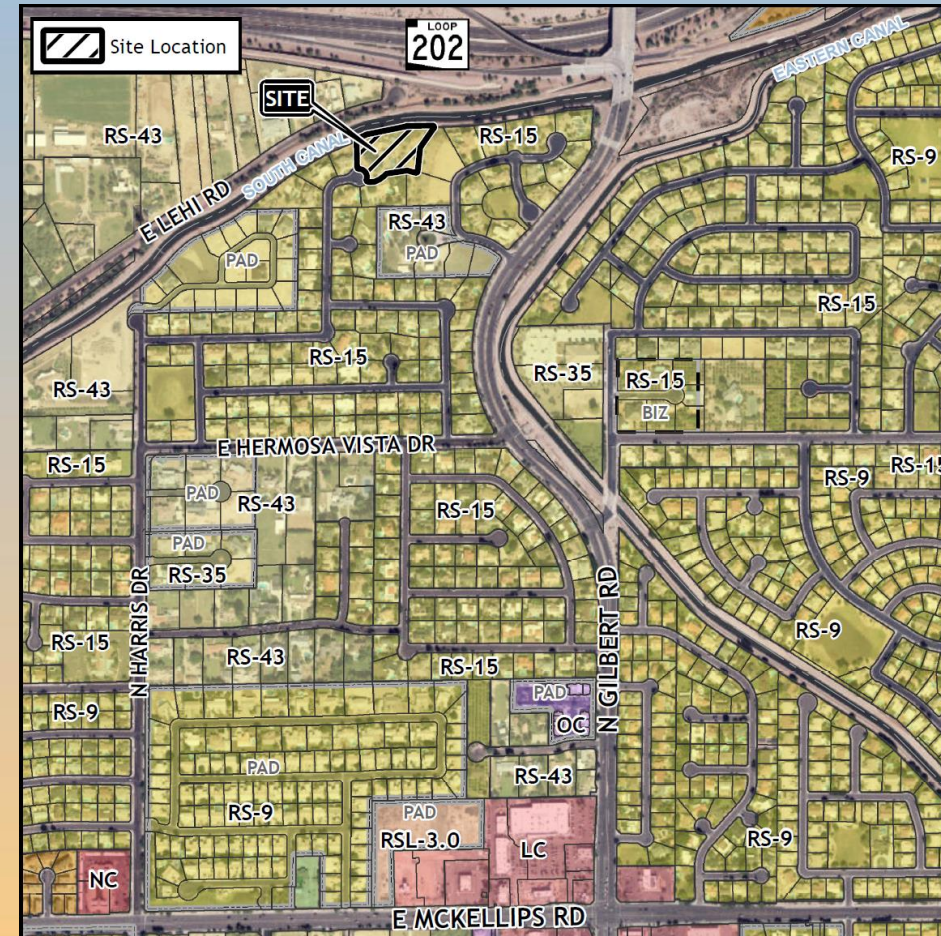 Site Location
LOOP
202
EASTERN CANAL
SITE
RS-43
RS-15
RS-9
SOUTH CANAL
E LEHI RD
RS-43
PAD
PAD
RS-15
RS-15
RS-43
RS-35
RS-15
BIZ
E HERMOSA VISTA DR
RS-15
RS-9
RS-15
PAD
RS-43
RS-15
PAD
RS-35
N HARRIS DR
N GILBERT RD
RS-15
RS-9
RS-43
RS-15
RS-9
PAD
OC
PAD
RS-43
RS-9
PAD
RSL-3.0
LC
RS-9
NC
E MCKELLIPS RD